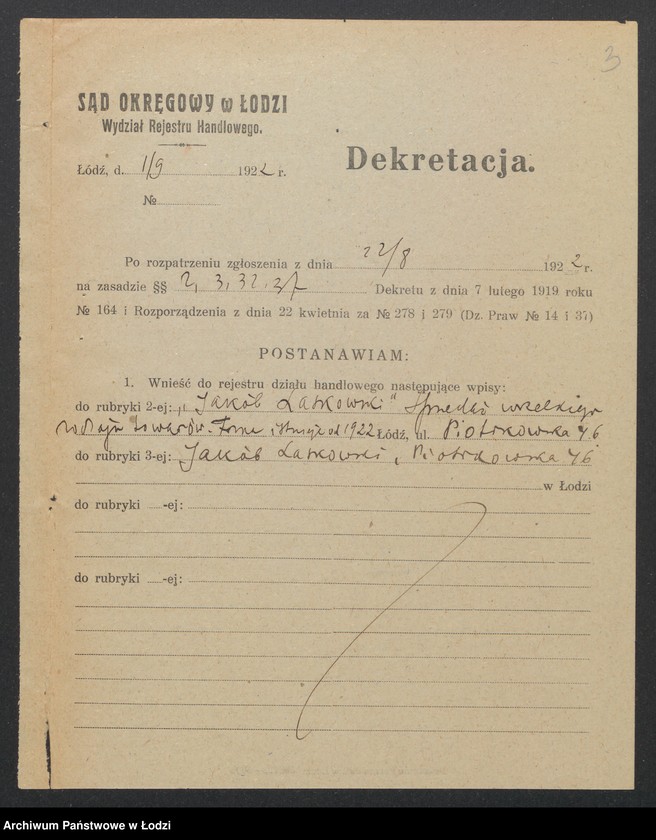 3
SĄD OKRĘGOWY w ŁODZI
Wydział Rejestru Handlowego.
Łódź, d. 1/9 1922 r.
№
Dekretacja.
Po rozpatrzeniu zgłoszenia z dnia 22/8 1922 r.
na zasadzie §§ 2, 3, 32, 37 Dekretu z dnia 7 lutego 1919 roku
№ 164 i Rozporządzenia z dnia 22 kwietnia za № 278 i 279 (Dz. Praw № 14 i 37)
POSTANAWIAM:
1. Wnieść do rejestru działu handlowego następujące wpisy:
do rubryki 2-ej: „Jakób Laskowski" Sprzedaż wszelkiego
rodzaju towarów. Firma istnieje od 1922 Łódź, ul. Piotrkowska 46
do rubryki 3-ej: Jakób Laskowski, Piotrkowska 46
w Łodzi
do rubryki -ej:
do rubryki -ej:
Archiwum Państwowe w Łodzi